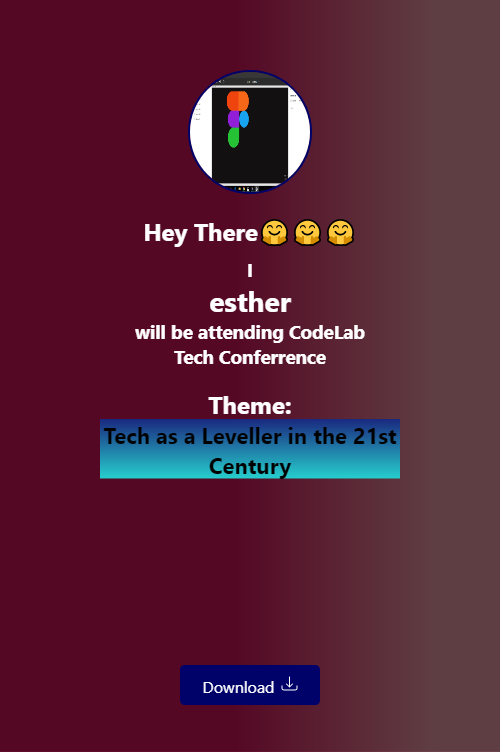 Hey There🤗🤗🤗
I
esther
will be attending CodeLab
Tech Conferrence
Theme:
Tech as a Leveller in the 21st
Century
Download